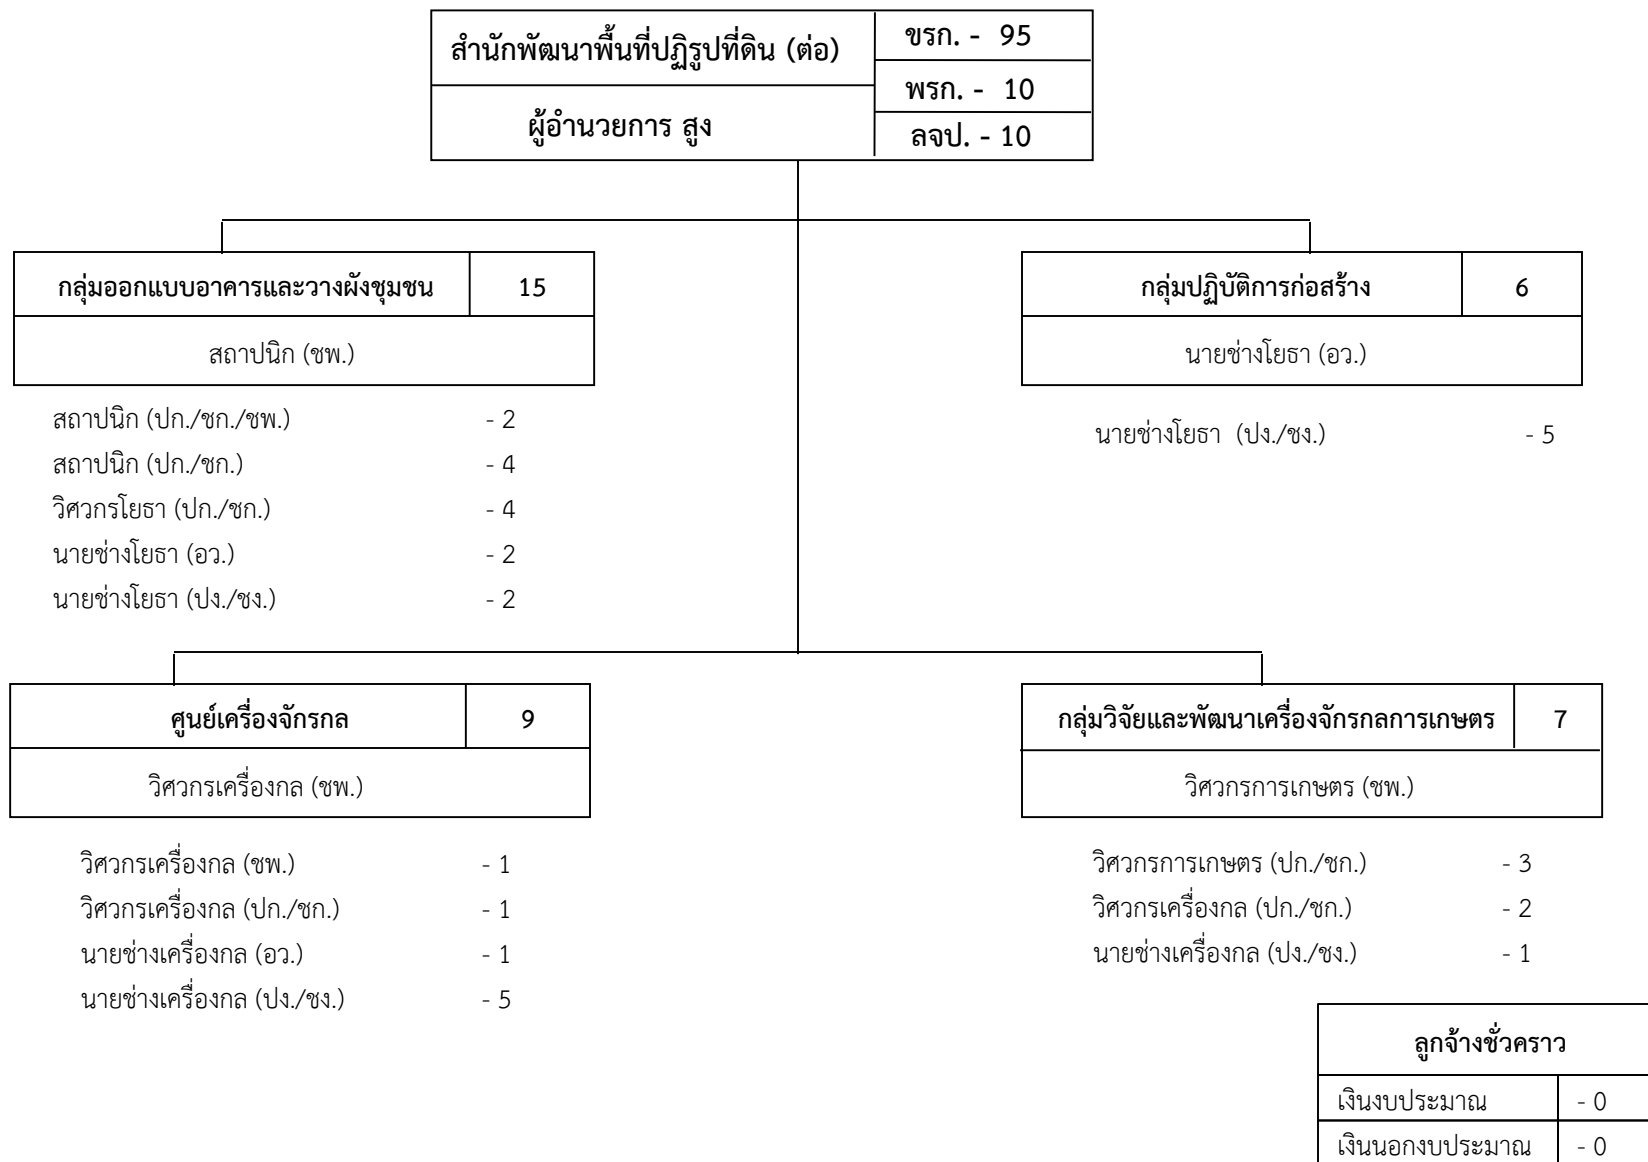 สำนักพัฒนาพื้นที่ปฏิรูปที่ดิน (ต่อ)
ขรก. - 95
พรก. - 10
ผู้อำนวยการ สูง
ลจป. - 10
กลุ่มออกแบบอาคารและวางผังชุมชน 15
สถาปนิก (ชพ.)
สถาปนิก (ปก./ชก./ชพ.) - 2
สถาปนิก (ปก./ชก.) - 4
วิศวกรโยธา (ปก./ชก.) - 4
นายช่างโยธา (อว.) - 2
นายช่างโยธา (ปง./ชง.) - 2
กลุ่มปฏิบัติการก่อสร้าง 6
นายช่างโยธา (อว.)
นายช่างโยธา (ปง./ชง.) - 5
ศูนย์เครื่องจักรกล 9
วิศวกรเครื่องกล (ชพ.)
วิศวกรเครื่องกล (ชพ.) - 1
วิศวกรเครื่องกล (ปก./ชก.) - 1
นายช่างเครื่องกล (อว.) - 1
นายช่างเครื่องกล (ปง./ชง.) - 5
กลุ่มวิจัยและพัฒนาเครื่องจักรกลการเกษตร 7
วิศวกรการเกษตร (ชพ.)
วิศวกรการเกษตร (ปก./ชก.) - 3
วิศวกรเครื่องกล (ปก./ชก.) - 2
นายช่างเครื่องกล (ปง./ชง.) - 1
ลูกจ้างชั่วคราว
เงินงบประมาณ - 0
เงินนอกงบประมาณ - 0